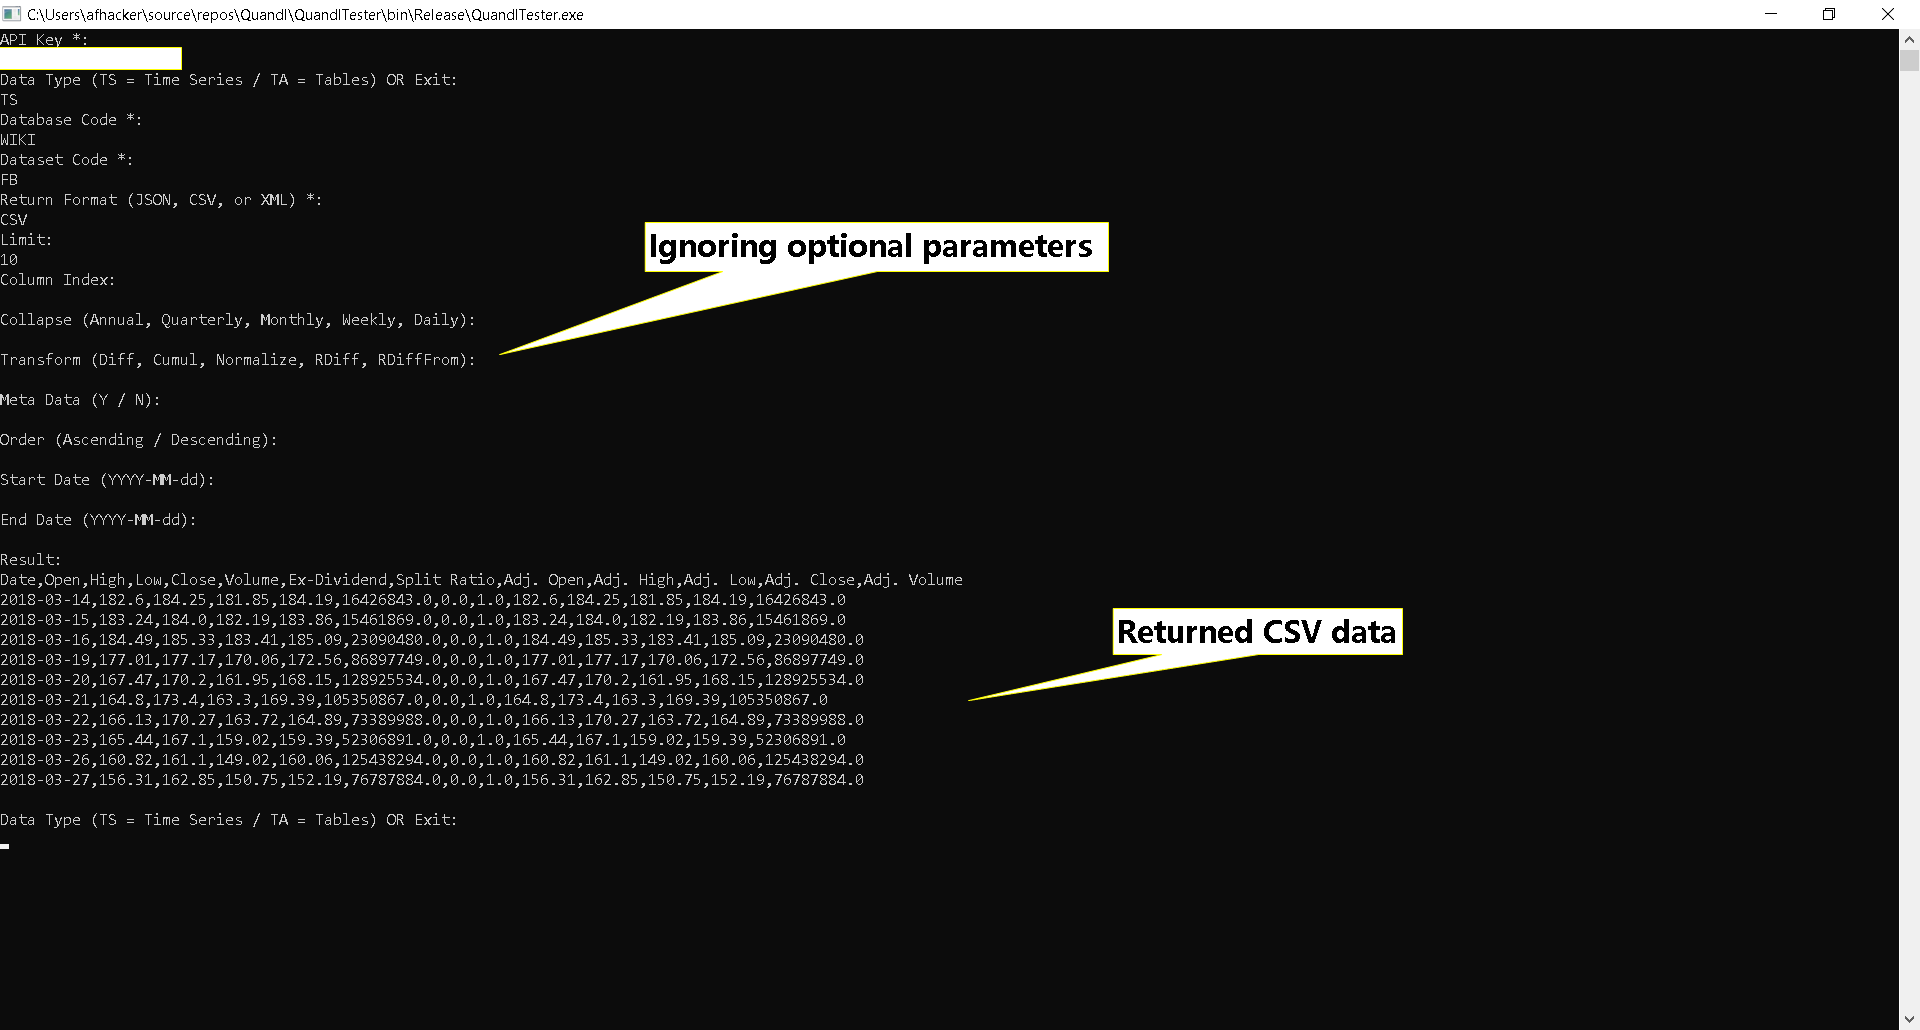 C:\Users\afhacker\source\repos\Quandl\QuandlTester\bin\Release\QuandlTester.exe
API Key *:
Data Type (TS = Time Series / TA = Tables) OR Exit:
TS
Database Code *:
WIKI
Dataset Code *:
FB
Return Format (JSON, CSV, or XML) *:
CSV
Limit:
10
Column Index:
Ignoring optional parameters
Collapse (Annual, Quarterly, Monthly, Weekly, Daily):
Transform (Diff, Cumul, Normalize, RDiff, RDiffFrom):
Meta Data (Y / N):
Order (Ascending / Descending):
Start Date (YYYY-MM-dd):
End Date (YYYY-MM-dd):
Result:
Date,Open,High,Low,Close,Volume,Ex-Dividend,Split Ratio,Adj. Open,Adj. High,Adj. Low,Adj. Close,Adj. Volume
2018-03-14,182.6,184.25,181.85,184.19,16426843.0,0.0,1.0,182.6,184.25,181.85,184.19,16426843.0
2018-03-15,183.24,184.0,182.19,183.86,15461869.0,0.0,1.0,183.24,184.0,182.19,183.86,15461869.0
2018-03-16,184.49,185.33,183.41,185.09,23090480.0,0.0,1.0,184.49,185.33,183.41,185.09,23090480.0
2018-03-19,177.01,177.17,170.06,172.56,86897749.0,0.0,1.0,177.01,177.17,170.06,172.56,86897749.0
2018-03-20,167.47,170.2,161.95,168.15,128925534.0,0.0,1.0,167.47,170.2,161.95,168.15,128925534.0
2018-03-21,164.8,173.4,163.3,169.39,105350867.0,0.0,1.0,164.8,173.4,163.3,169.39,105350867.0
2018-03-22,166.13,170.27,163.72,164.89,73389988.0,0.0,1.0,166.13,170.27,163.72,164.89,73389988.0
2018-03-23,165.44,167.1,159.02,159.39,52306891.0,0.0,1.0,165.44,167.1,159.02,159.39,52306891.0
2018-03-26,160.82,161.1,149.02,160.06,125438294.0,0.0,1.0,160.82,161.1,149.02,160.06,125438294.0
2018-03-27,156.31,162.85,150.75,152.19,76787884.0,0.0,1.0,156.31,162.85,150.75,152.19,76787884.0
Returned CSV data
Data Type (TS = Time Series / TA = Tables) OR Exit: